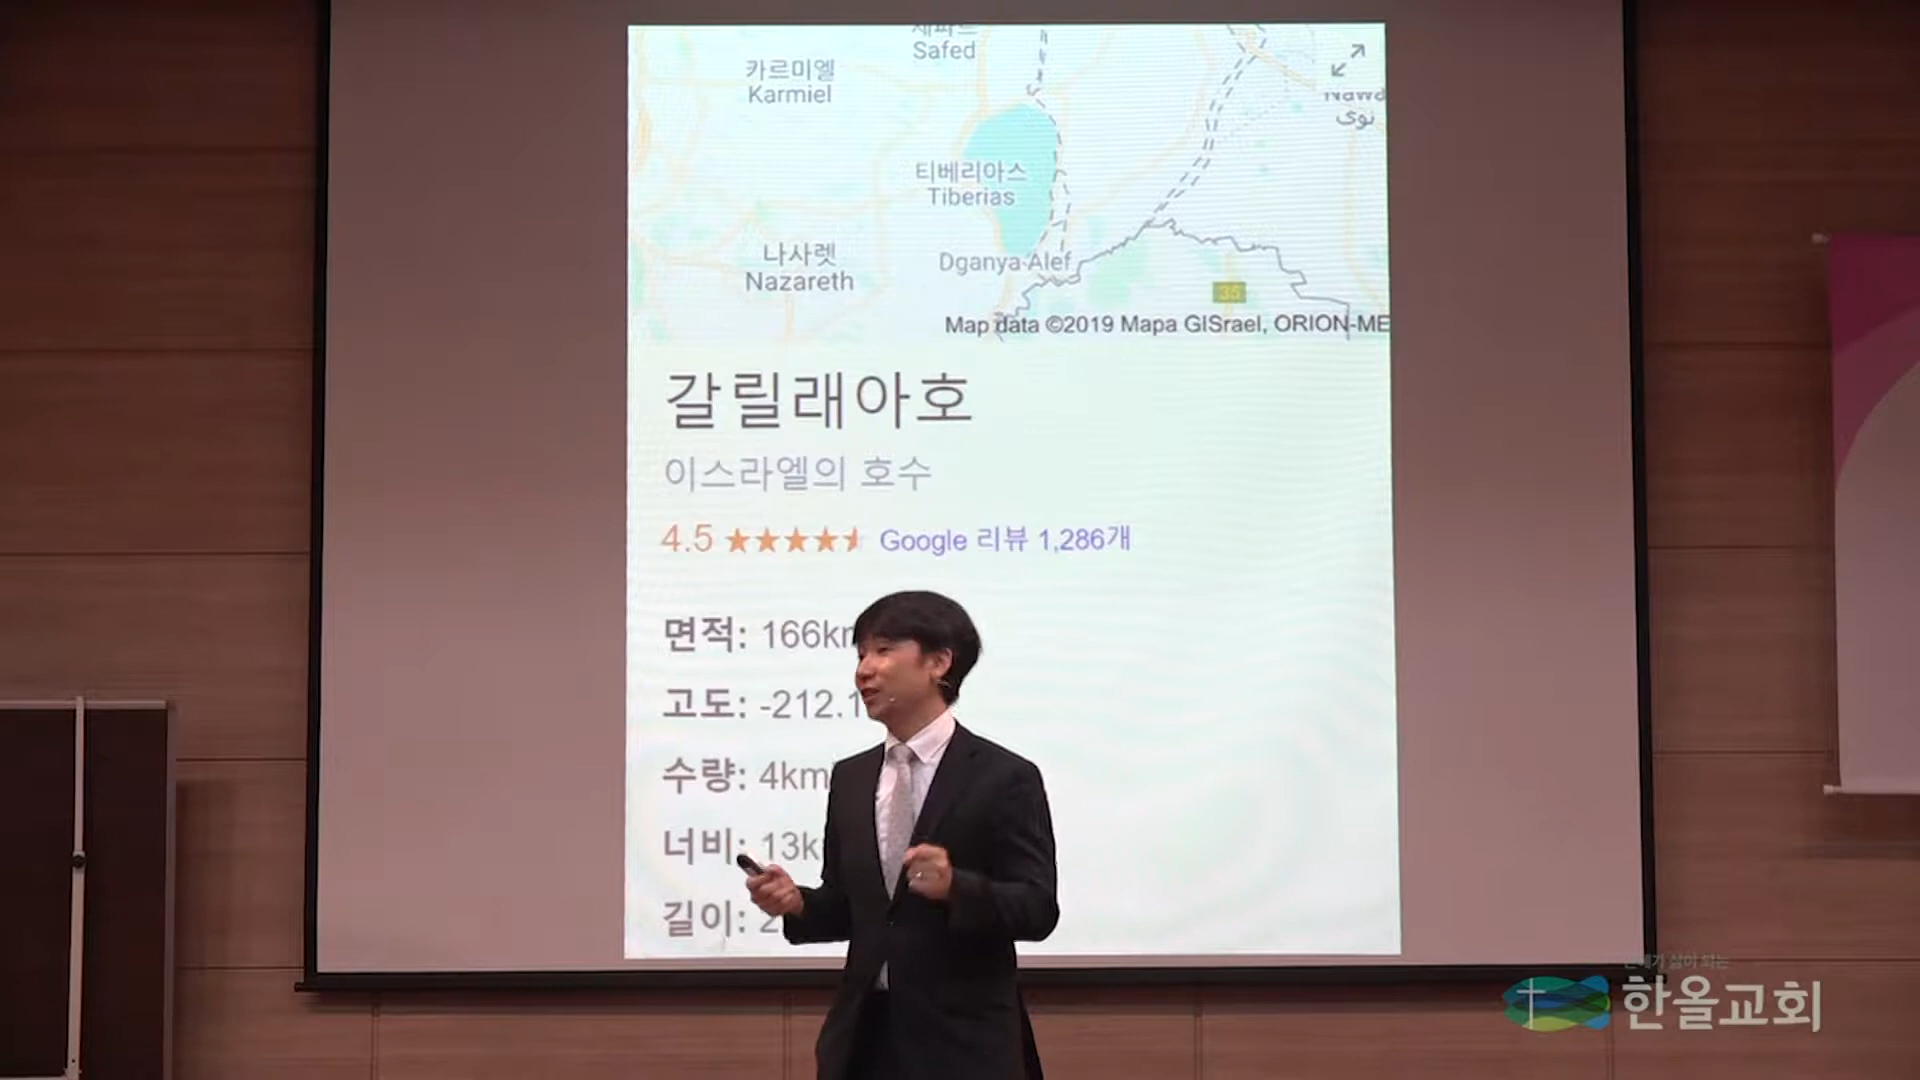 Safed
카르미엘
Karmiel
نوى
티베리아스
Tiberias
나사렛
Nazareth
Dganya Alef
35
Map data ©2019 Mapa GISrael, ORION-ME
갈릴래아호
이스라엘의 호수
4.5 ★★★★ Google 리뷰 1,286개
면적: 166k
고도: -212.1
수량: 4km
너비: 13k
길이: 2
한올교회